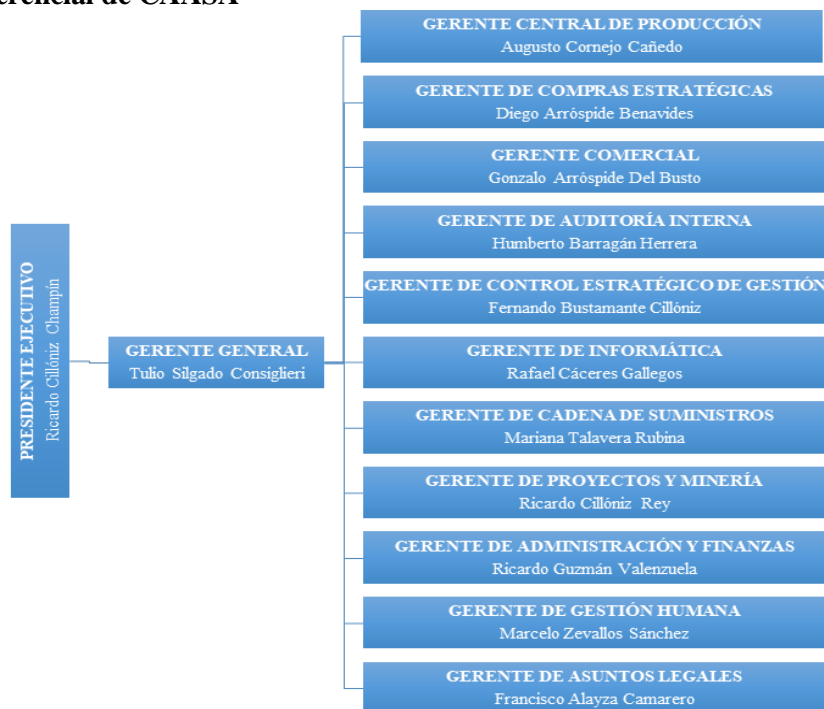 erencial de CAASA
PRESIDENTE EJECUTIVO
Ricardo Cillóniz Champín
GERENTE GENERAL
Tulio Silgado Consiglieri
GERENTE CENTRAL DE PRODUCCIÓN
Augusto Cornejo Cañedo
GERENTE DE COMPRAS ESTRATÉGICAS
Diego Arróspide Benavides
GERENTE COMERCIAL
Gonzalo Arróspide Del Busto
GERENTE DE AUDITORÍA INTERNA
Humberto Barragán Herrera
GERENTE DE CONTROL ESTRATÉGICO DE GESTIÓN
Fernando Bustamante Cillóniz
GERENTE DE INFORMÁTICA
Rafael Cáceres Gallegos
GERENTE DE CADENA DE SUMINISTROS
Mariana Talavera Rubina
GERENTE DE PROYECTOS Y MINERÍA
Ricardo Cillóniz Rey
GERENTE DE ADMINISTRACIÓN Y FINANZAS
Ricardo Guzmán Valenzuela
GERENTE DE GESTIÓN HUMANA
Marcelo Zevallos Sánchez
GERENTE DE ASUNTOS LEGALES
Francisco Alayza Camarero